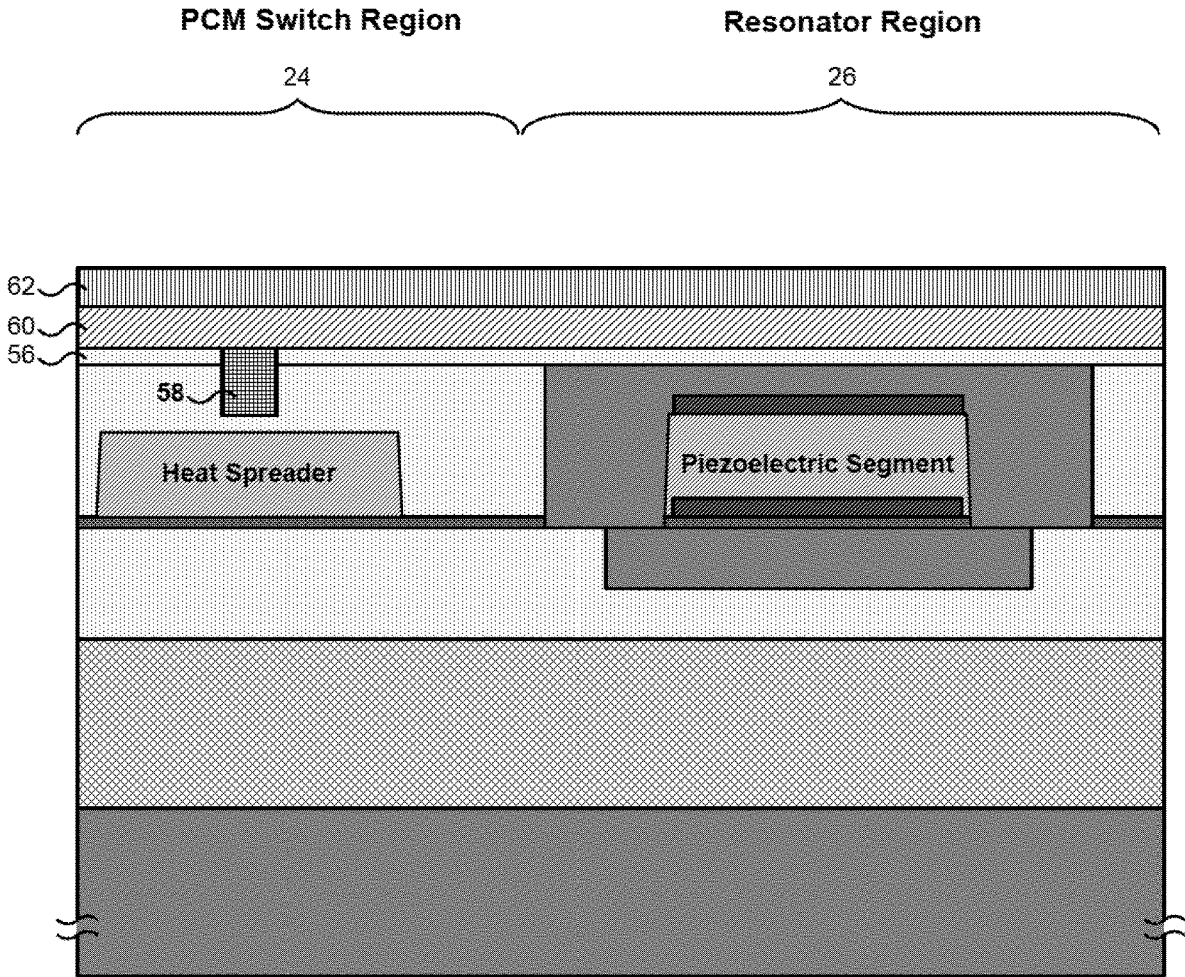 PCM Switch Region Resonator Region
24 26
62
60
56
58
Heat Spreader Piezoelectric Segment